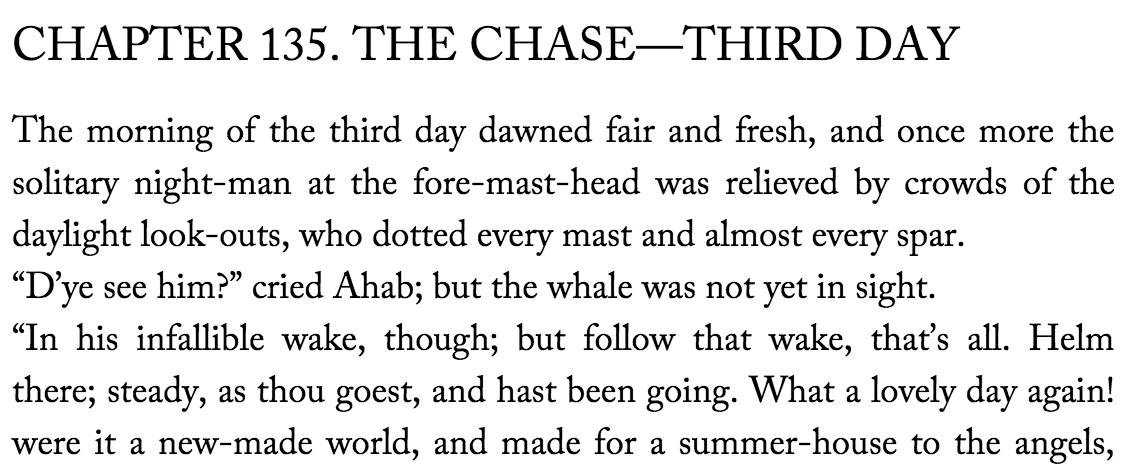 CHAPTER 135. THE CHASE—THIRD DAY
The morning of the third day dawned fair and fresh, and once more the
solitary night-man at the fore-mast-head was relieved by crowds of the
daylight look-outs, who dotted every mast and almost every spar.
“D’ye see him?” cried Ahab; but the whale was not yet in sight.
“In his infallible wake, though; but follow that wake, that’s all. Helm
there; steady, as thou goest, and hast been going. What a lovely day again!
were it a new-made world, and made for a summer-house to the angels,